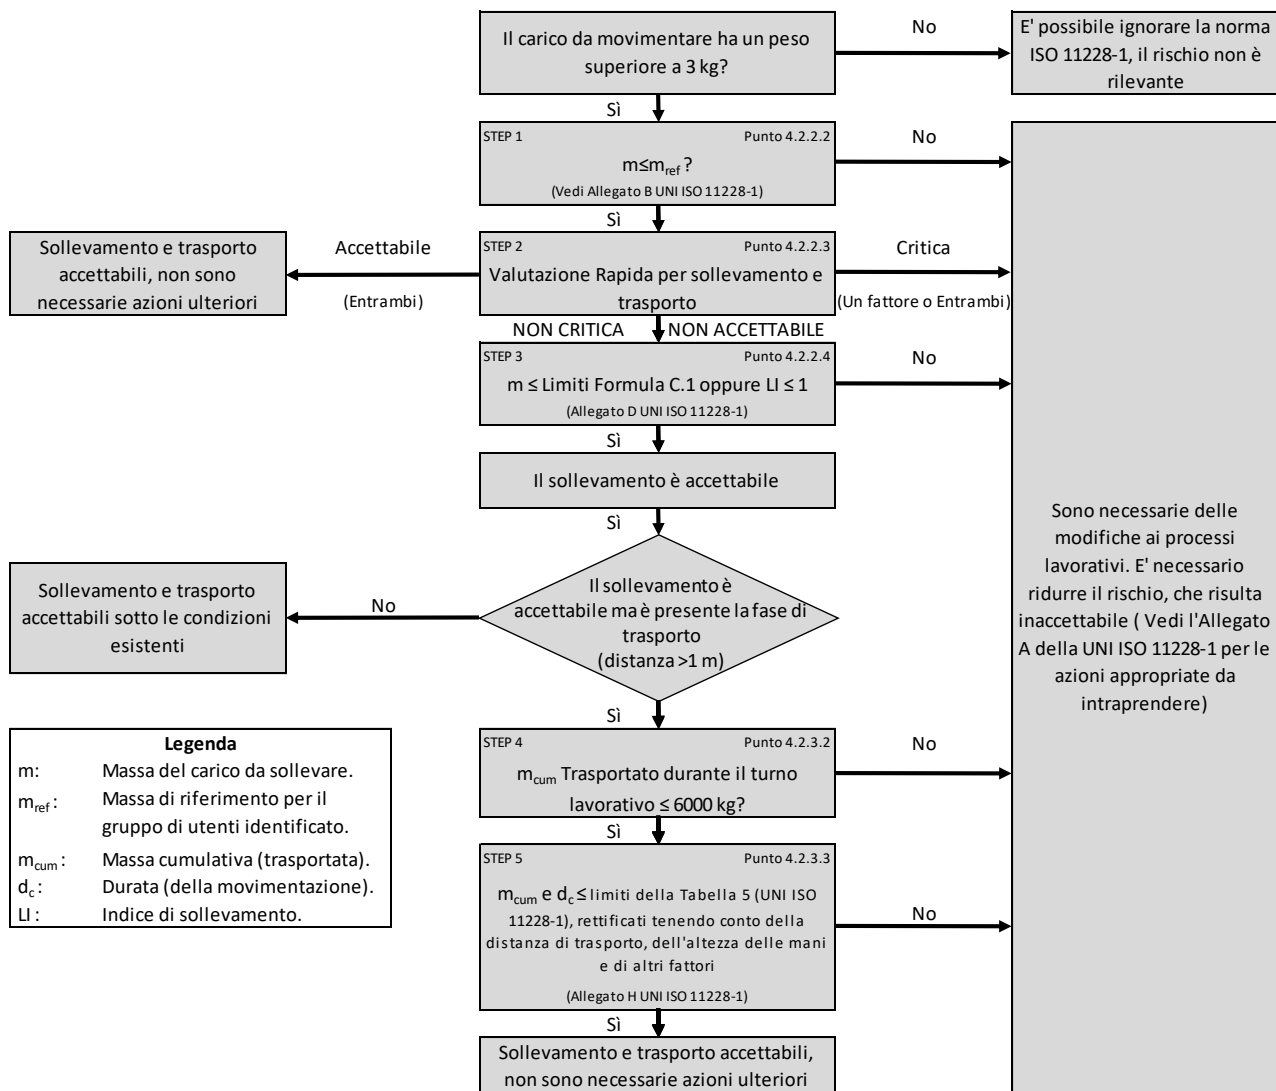 Il carico da movimentare ha un peso
superiore a 3 kg?
No
E' possibile ignorare la norma
ISO 11228-1, il rischio non è
rilevante
Sì
STEP 1 Punto 4.2.2.2
m≤mref ?
(Vedi Allegato B UNI ISO 11228-1)
No
Sì
STEP 2 Punto 4.2.2.3
Valutazione Rapida per sollevamento e
trasporto
Accettabile
(Entrambi)
Sollevamento e trasporto
accettabili, non sono
necessarie azioni ulteriori
Critica
(Un fattore o Entrambi)
NON CRITICA NON ACCETTABILE
STEP 3 Punto 4.2.2.4
m ≤ Limiti Formula C.1 oppure LI ≤ 1
(Allegato D UNI ISO 11228-1)
No
Sì
Il sollevamento è accettabile
Sì
Il sollevamento è
accettabile ma è presente la fase di
trasporto
(distanza >1 m)
No
Sollevamento e trasporto
accettabili sotto le condizioni
esistenti
Sono necessarie delle
modifiche ai processi
lavorativi. E' necessario
ridurre il rischio, che risulta
inaccettabile ( Vedi l'Allegato
A della UNI ISO 11228-1 per le
azioni appropriate da
intraprendere)
Sì
STEP 4 Punto 4.2.3.2
mcum Trasportato durante il turno
lavorativo ≤ 6000 kg?
No
Sì
STEP 5 Punto 4.2.3.3
mcum e dc ≤ limiti della Tabella 5 (UNI ISO
11228-1), rettificati tenendo conto della
distanza di trasporto, dell'altezza delle mani
e di altri fattori
(Allegato H UNI ISO 11228-1)
No
Sì
Sollevamento e trasporto accettabili,
non sono necessarie azioni ulteriori
Legenda
m: Massa del carico da sollevare.
mref : Massa di riferimento per il
gruppo di utenti identificato.
mcum : Massa cumulativa (trasportata).
dc : Durata (della movimentazione).
LI : Indice di sollevamento.